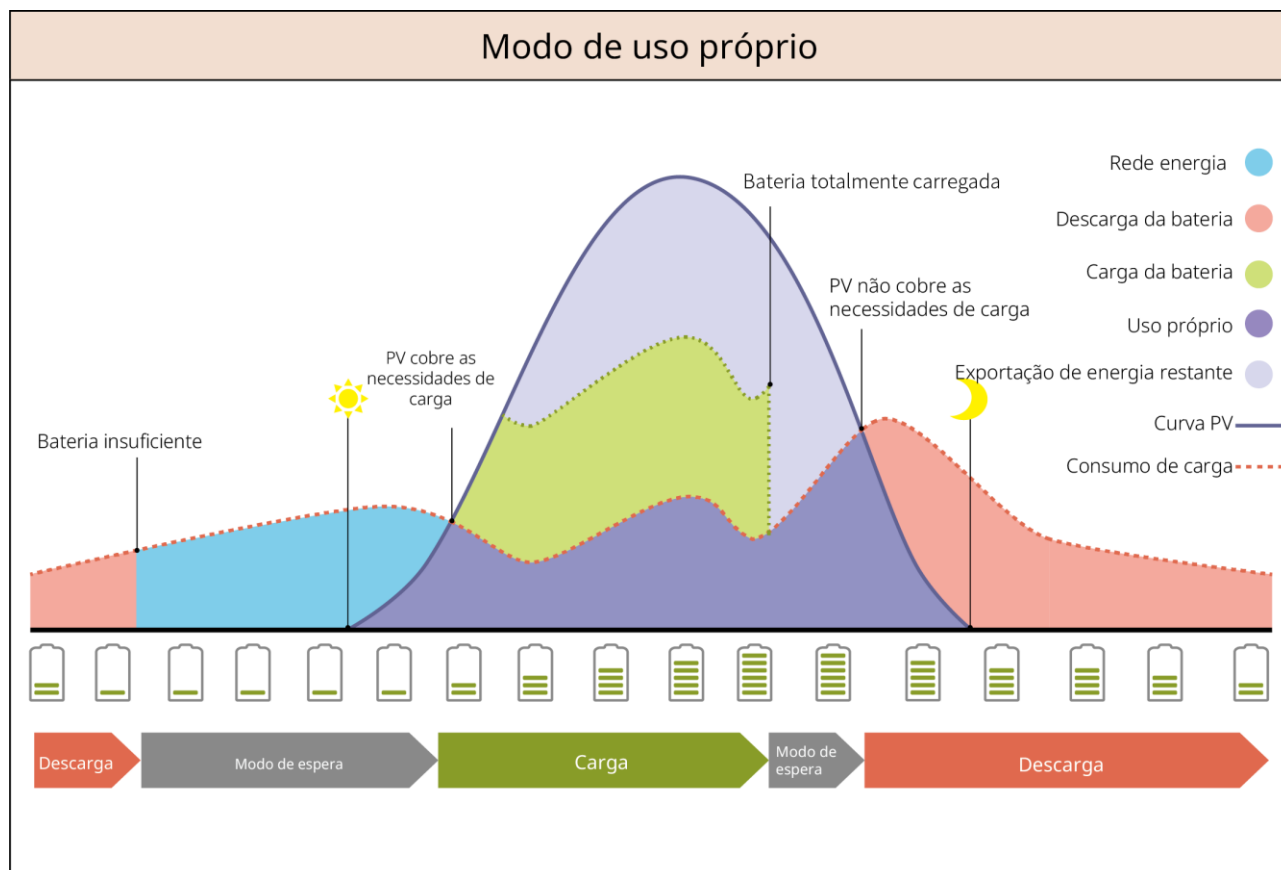 Modo de uso próprio
Rede energia
Bateria totalmente carregada
Descarga da bateria
Carga da bateria
PV não cobre as
necessidades de carga
Uso próprio
PV cobre as
necessidades de
carga
Exportação de energia restante
Curva PV
Bateria insuficiente
Consumo de carga
Descarga
Modo de espera
Carga
Modo de
espera
Descarga